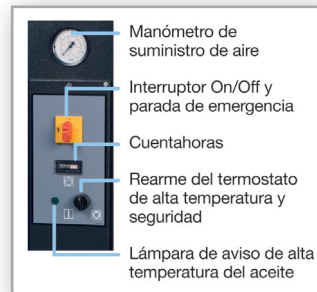 Manómetro de
suministro de aire
Interruptor On/Off y
parada de emergencia
Cuentahoras
Rearme del termostato
de alta temperatura y
seguridad
Lámpara de aviso de alta
temperatura del aceite